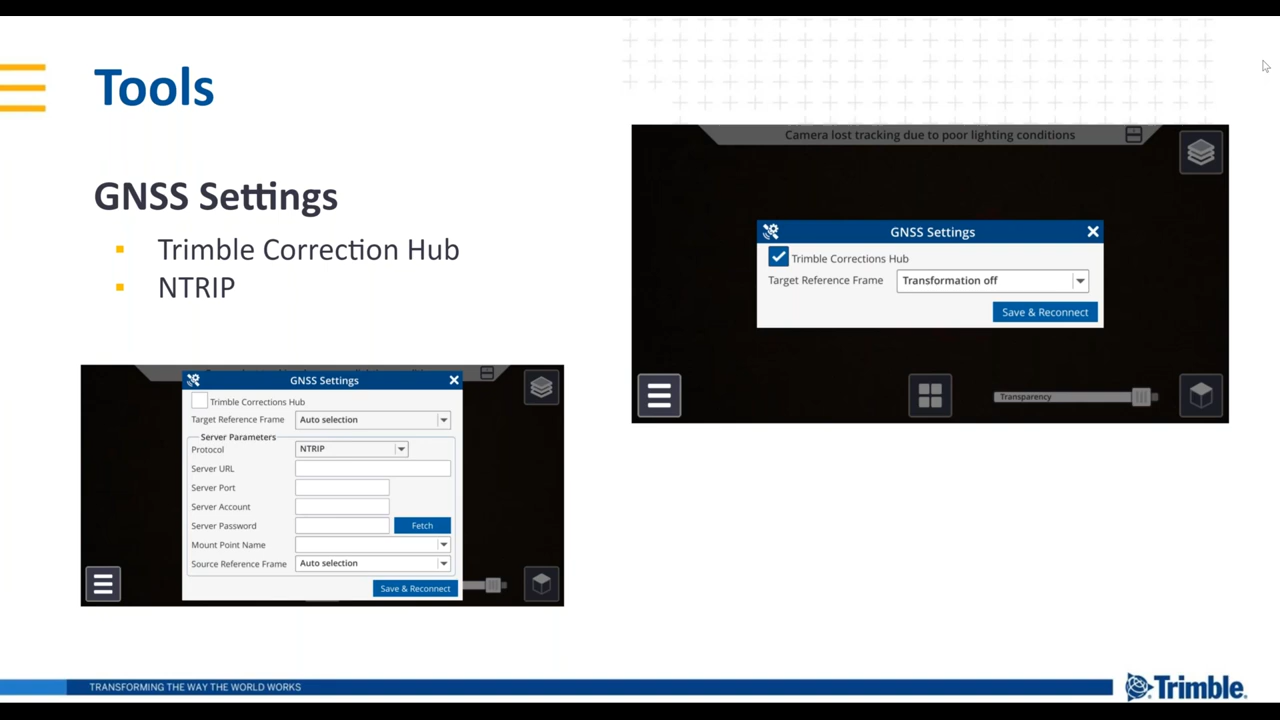 Tools
GNSS Settings
▪ Trimble Correction Hub
▪ NTRIP
Camera lost tracking due to poor lighting conditions
GNSS Settings
Trimble Corrections Hub
Target Reference Frame Transformation off
Save & Reconnect
Transparency
GNSS Settings
Trimble Corrections Hub
Target Reference Frame Auto selection
Server Parameters
Protocol NTRIP
Server URL
Server Port
Server Account
Server Password Fetch
Mount Point Name
Source Reference Frame Auto selection
Save & Reconnect
TRANSFORMING THE WAY THE WORLD WORKS
Trimble.